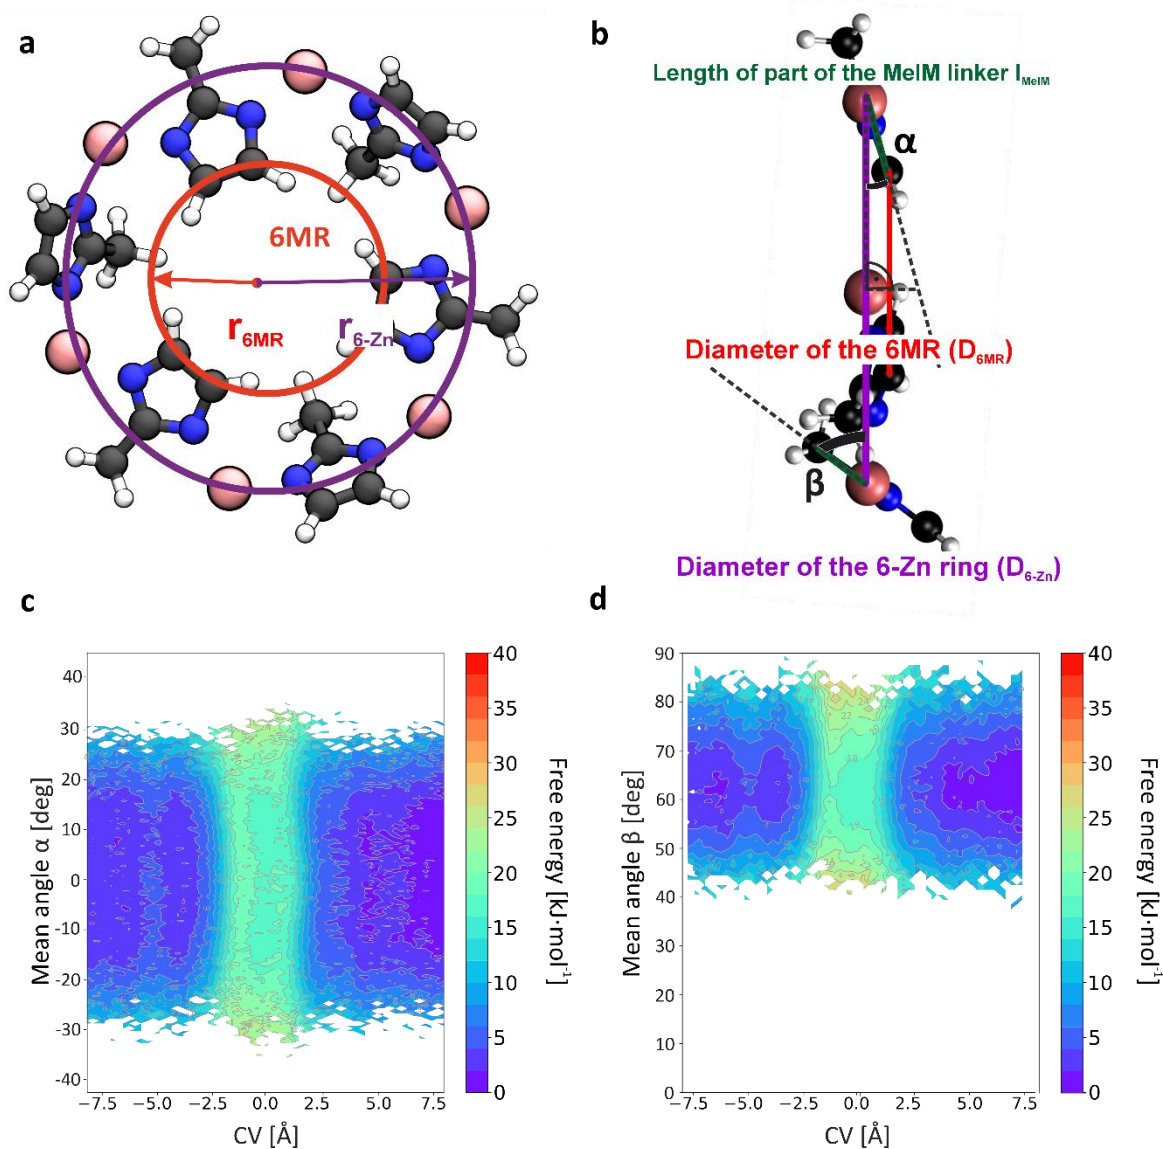 a
6MR
r6MR
r6-Zn
b
Length of part of the MeIM linker lMeIM
α
Diameter of the 6MR (D6MR)
β
Diameter of the 6-Zn ring (D6-Zn)
c
Mean angle α [deg]
40
30
20
10
0
-10
-20
-30
-40
−7.5 −5.0 −2.5 0.0 2.5 5.0 7.5
CV [Å]
40
35
30
25
20
15
10
5
0
Free energy [kJ·mol-1]
d
Mean angle β [deg]
90
80
70
60
50
40
30
20
10
0
22
18
−7.5 −5.0 −2.5 0.0 2.5 5.0 7.5
CV [Å]
40
35
30
25
20
15
10
5
0
Free energy [kJ·mol-1]